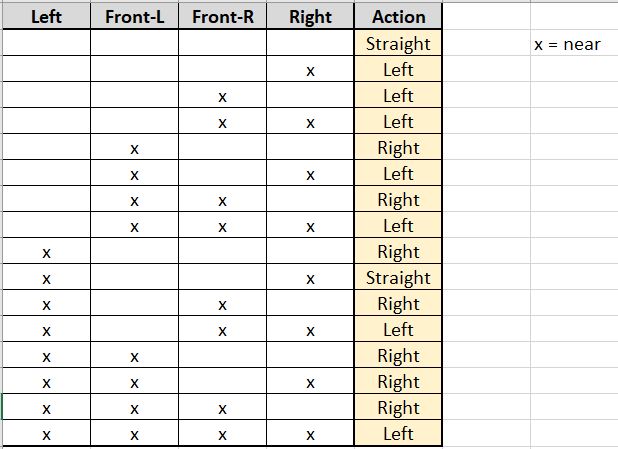 Left Front-L Front-R Right Action
Straight x = near
x Left
x Left
x x Left
x Right
x x Left
x x Right
x x x Left
x Right
x x Straight
x x Right
x x x Left
x x Right
x x x Right
x x x Right
x x x x Left